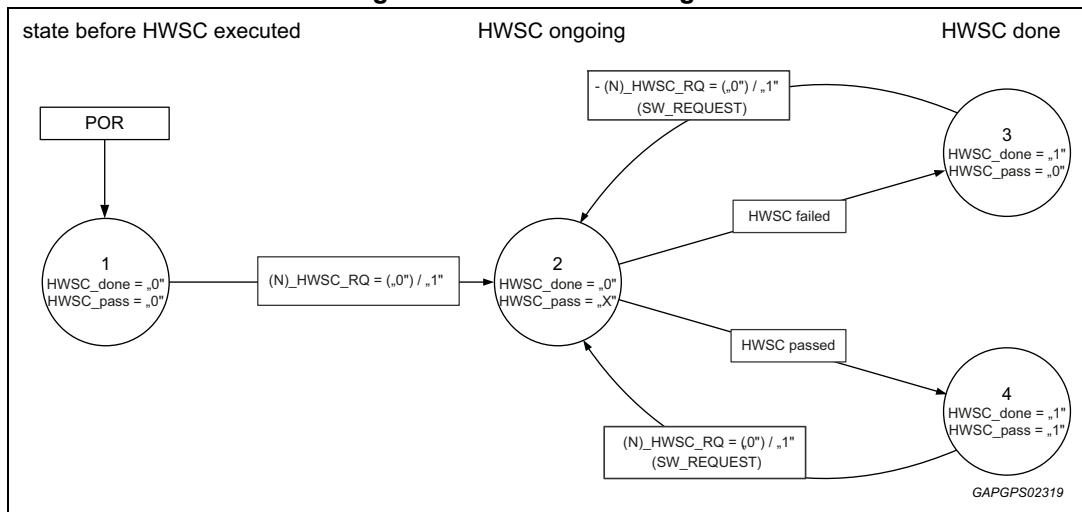 state before HWSC executed
HWSC ongoing
HWSC done
POR
- (N)_HWSC_RQ = („0") / „1"
(SW_REQUEST)
3
HWSC_done = „1"
HWSC_pass = „0"
HWSC failed
1
HWSC_done = „0"
HWSC_pass = „0"
(N)_HWSC_RQ = („0") / „1"
2
HWSC_done = „0"
HWSC_pass = „X"
HWSC passed
4
HWSC_done = „1"
HWSC_pass = „1"
(N)_HWSC_RQ = („0") / „1"
(SW_REQUEST)
GAPGPS02319